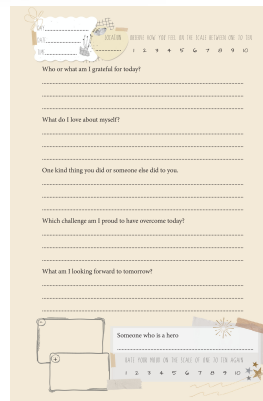 DAY
DATE
TIME
LOCATION
DESCRIBE HOW YOU FEEL ON THE SCALE BETWEEN ONE TO TEN
1 2 3 4 5 6 7 8 9 10
Who or what am I grateful for today?
What do I love about myself?
One kind thing you did or someone else did to you.
Which challenge am I proud to have overcome today?
What am I looking forward to tomorrow?
Someone who is a hero
RATE YOUR MOOD ON THE SCALE OF ONE TO TEN AGAIN
1 2 3 4 5 6 7 8 9 10